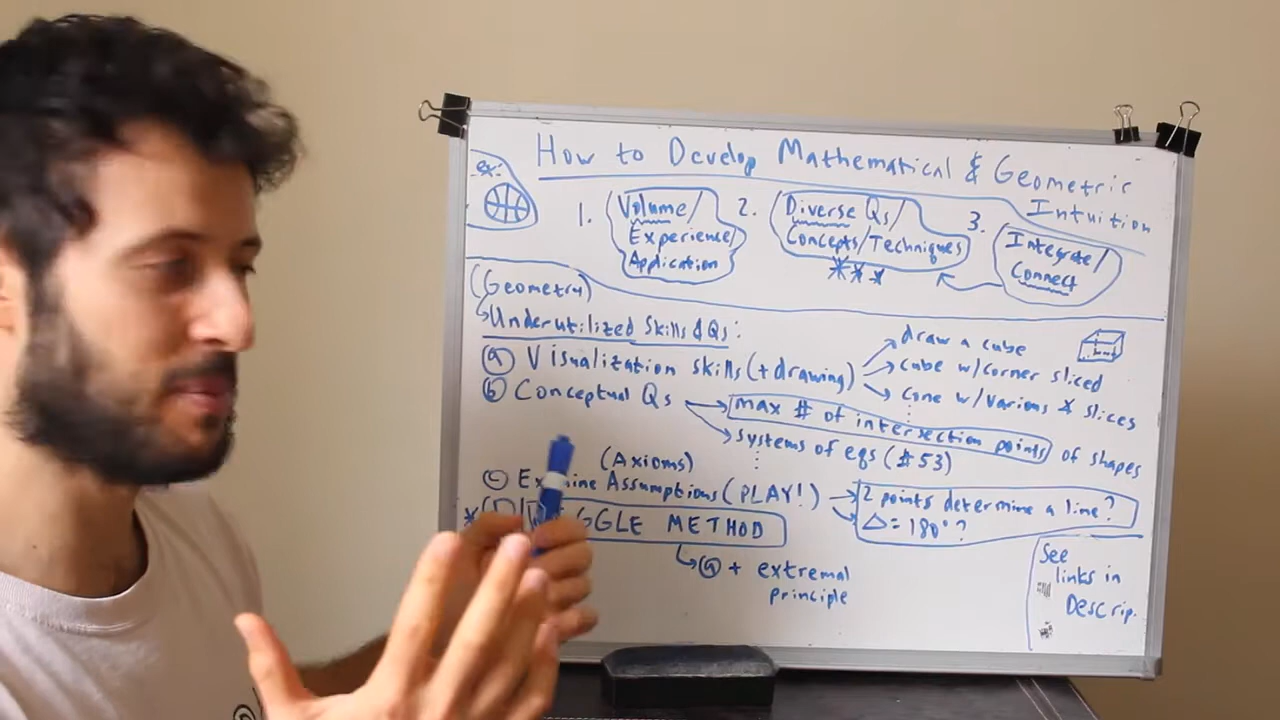 How to Develop Mathematical & Geometric Intuition
ex:
1. Volume/
Experience/
Application
2. Diverse Qs/
Concepts/Techniques
***
3. Integrate/
Connect
(Geometry)
Underutilized Skills & Qs:
(a) Visualization skills (+drawing)
draw a cube
cube w/corner sliced
cone w/various ∡ slices
(b) Conceptual Qs
max # of intersection points of shapes
systems of eqs (#53)
(Axioms)
(c) Assumptions (PLAY!)
2 points determine a line?
Δ = 180°?
METHOD
(a) + extremal
principle
See
links in
Descrip.